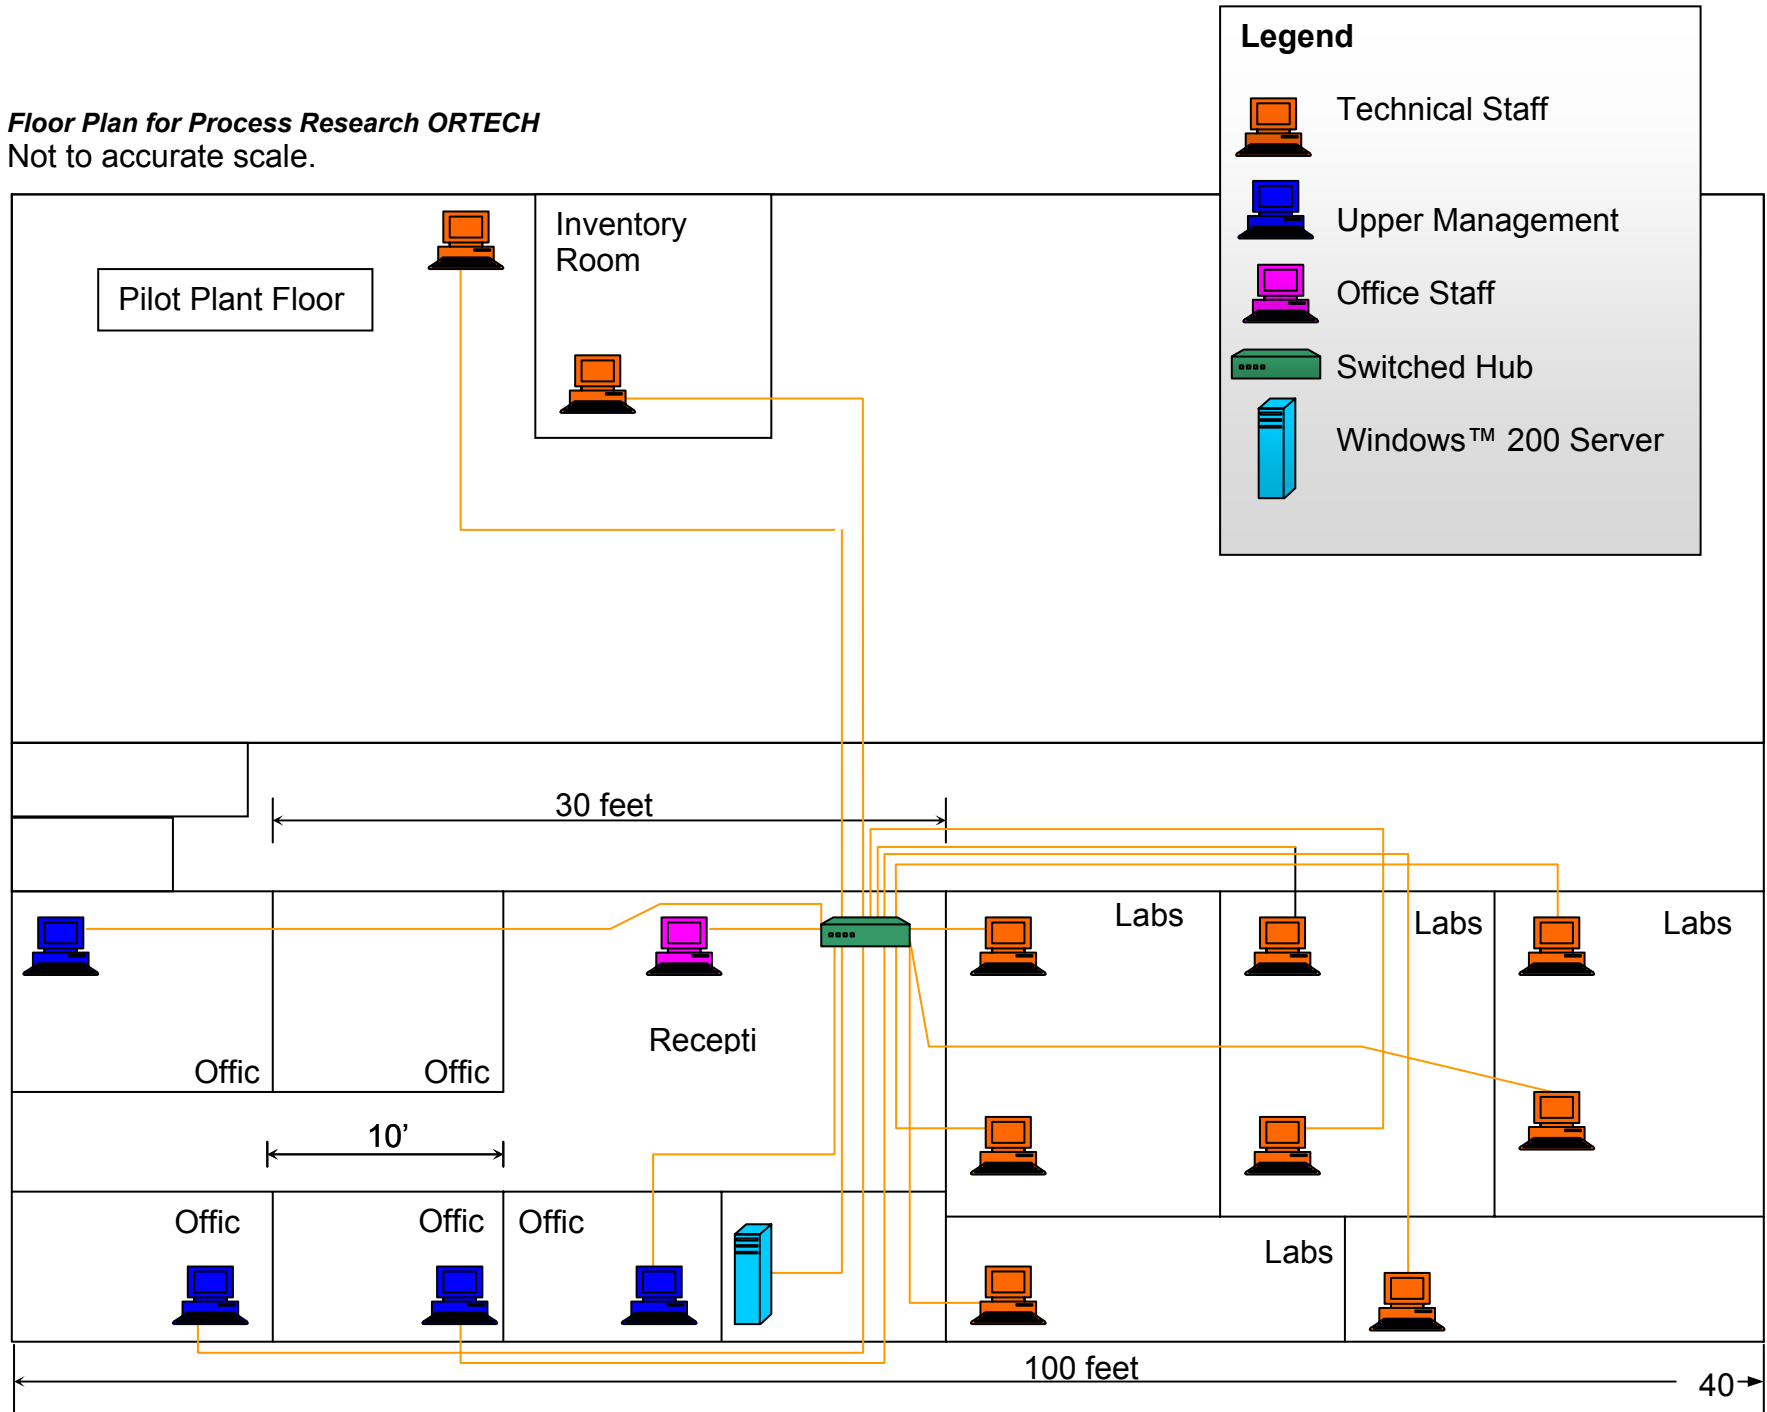 Legend
Technical Staff
Floor Plan for Process Research ORTECH
Not to accurate scale.
Upper Management
Inventory
Room
Pilot Plant Floor
Office Staff
Switched Hub
Windows™ 200 Server
30 feet
Labs
Labs
Labs
Recepti
Offic
Offic
10’
Offic
Offic
Offic
Labs
100 feet
40